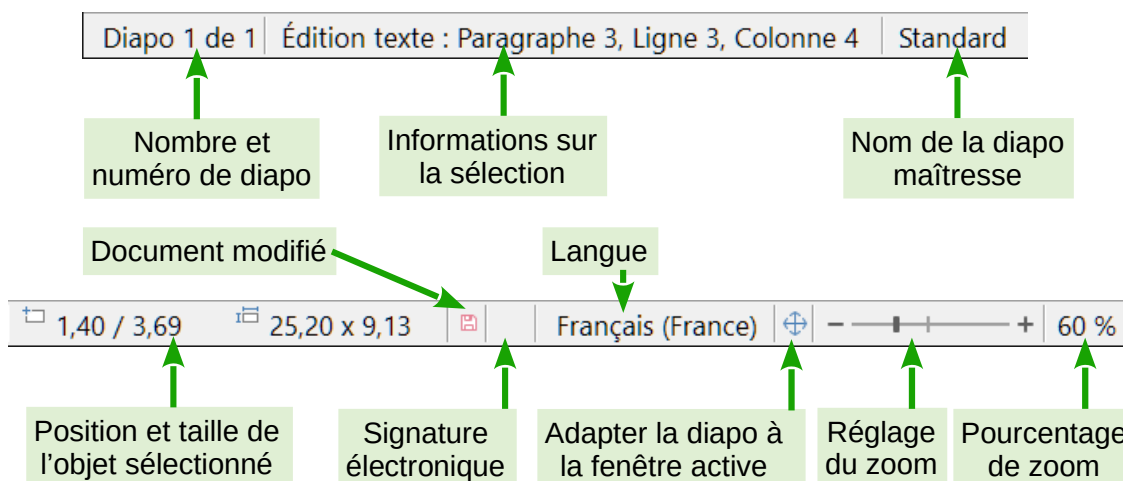 Diapo 1 de 1 Édition texte : Paragraphe 3, Ligne 3, Colonne 4 Standard
Nombre et
numéro de diapo
Informations sur
la sélection
Nom de la diapo
maîtresse
Document modifié
Langue
1,40 / 3,69 25,20 x 9,13 Français (France) 60 %
Position et taille de
l’objet sélectionné
Signature
électronique
Adapter la diapo à
la fenêtre active
Réglage
du zoom
Pourcentage
de zoom